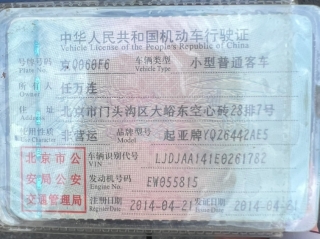 中华人民共和国机动车行驶证
Vehicle License of the People's Republic of China
号牌号码 京Q968F6 车辆类型 小型普通客车
Plate No. Vehicle Type
所有人 任万连
Owner
住址 北京市门头沟区大峪东空心砖28排7号
Address
使用性质 非营运 品牌型号 起亚牌YQZ6442AE5
Use Character Model
北京市公 车辆识别代号 LJDJAA141E0261782
VIN
安局公安 发动机号码 EW055815
Engine No.
交通管理局 注册日期 2014-04-21 发证日期 2014-04-21
Register Date Issue Date